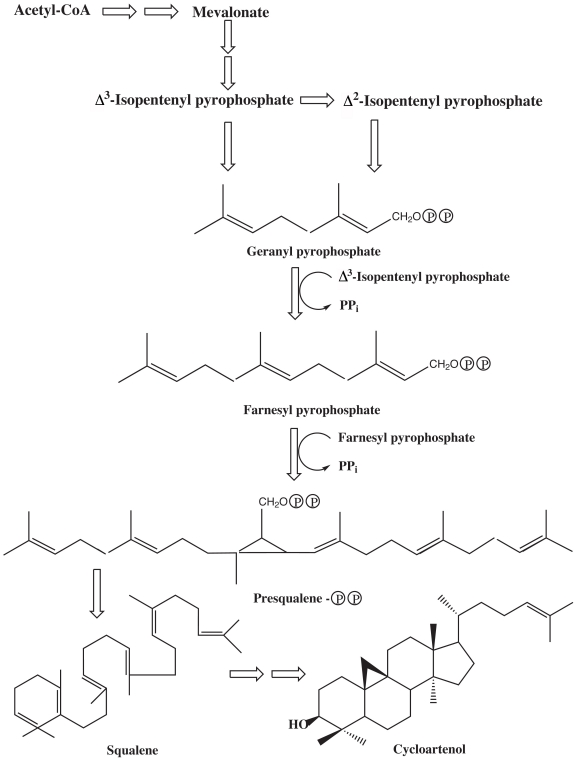 Acetyl-CoA Mevalonate
Δ³-Isopentenyl pyrophosphate Δ²-Isopentenyl pyrophosphate
CH₂O P P
Geranyl pyrophosphate
Δ³-Isopentenyl pyrophosphate
PPᵢ
CH₂O P P
Farnesyl pyrophosphate
Farnesyl pyrophosphate
PPᵢ
CH₂O P P
Presqualene - P P
HO
Squalene Cycloartenol